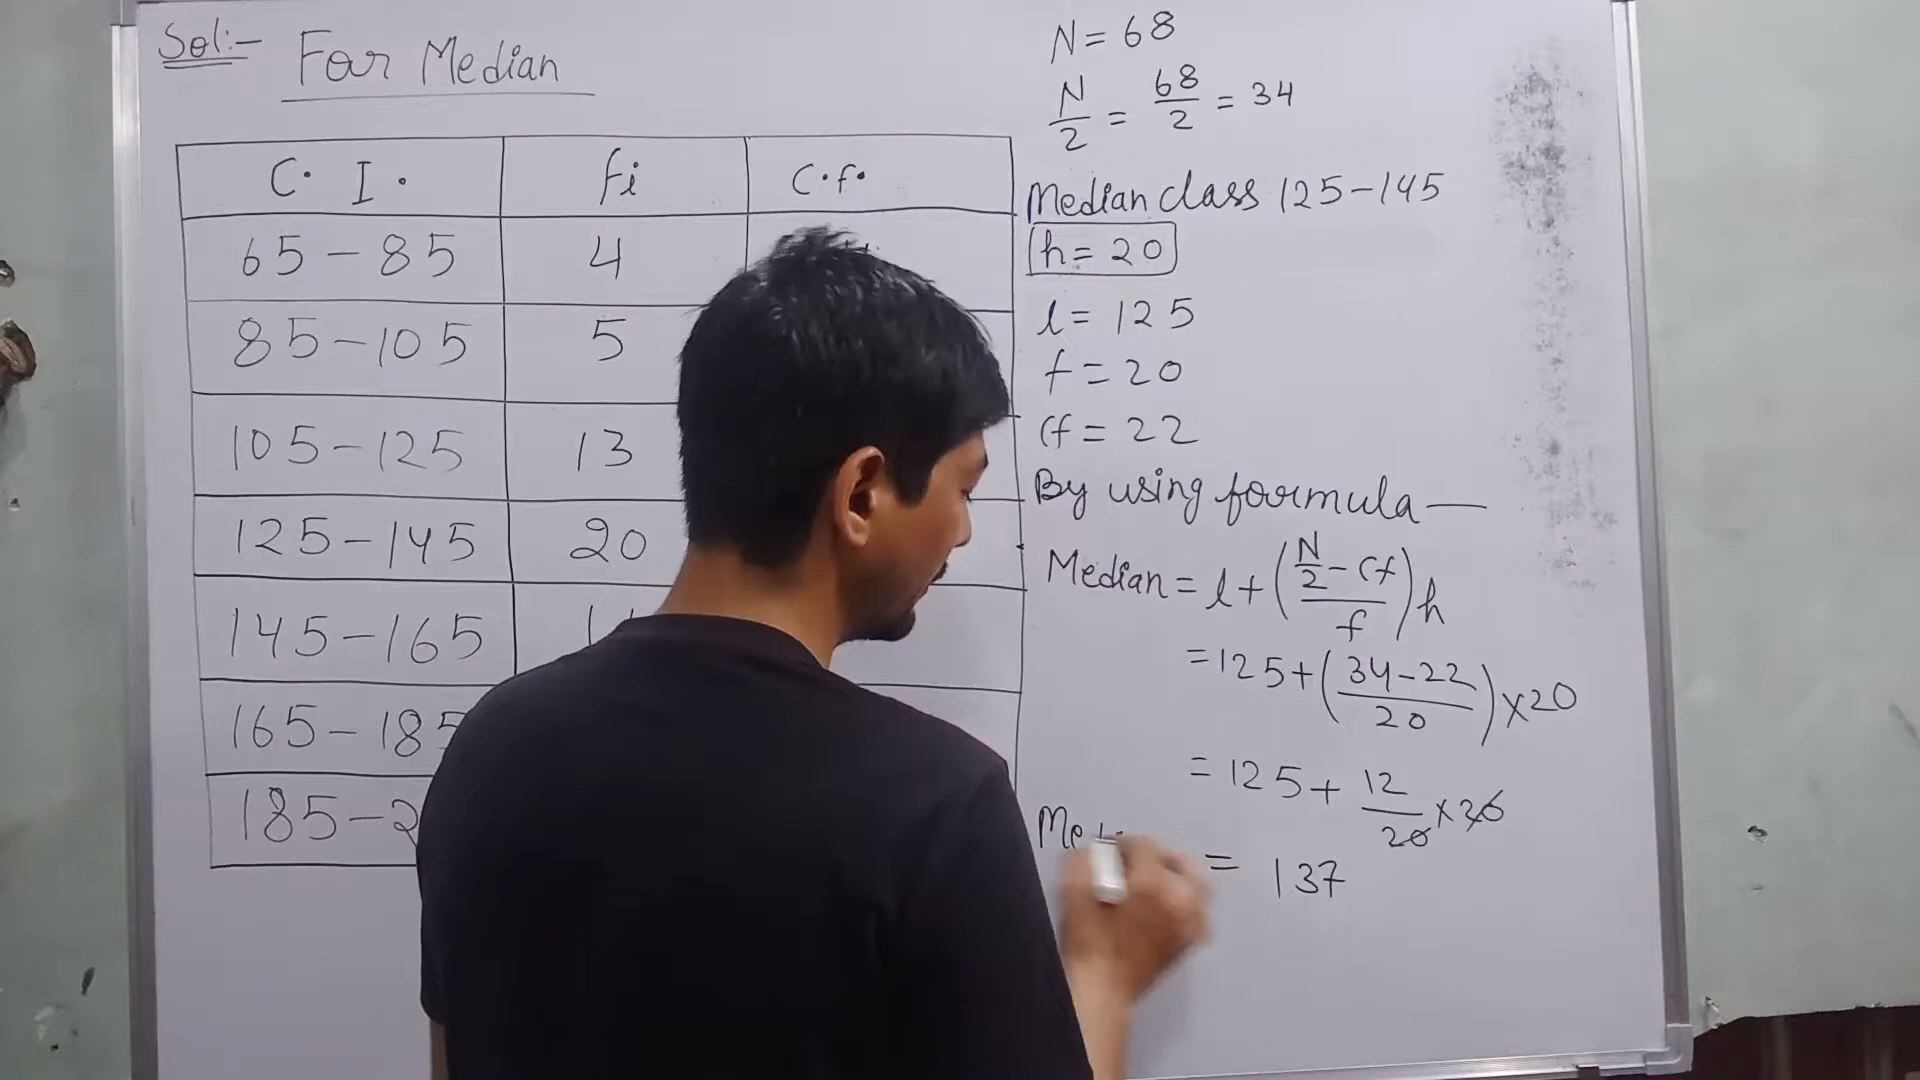 Sol:- For Median
C. I. fi C.f.
65-85 4
85-105 5
105-125 13
125-145 20
145-165
165-185
185-2
N = 68
N/2 = 68/2 = 34
Median class 125-145
h = 20
l = 125
f = 20
Cf = 22
By using formula —
Median = l + ((N/2 - Cf)/f) h
= 125 + ((34-22)/20) × 20
= 125 + 12/20 × 20
Me = 137